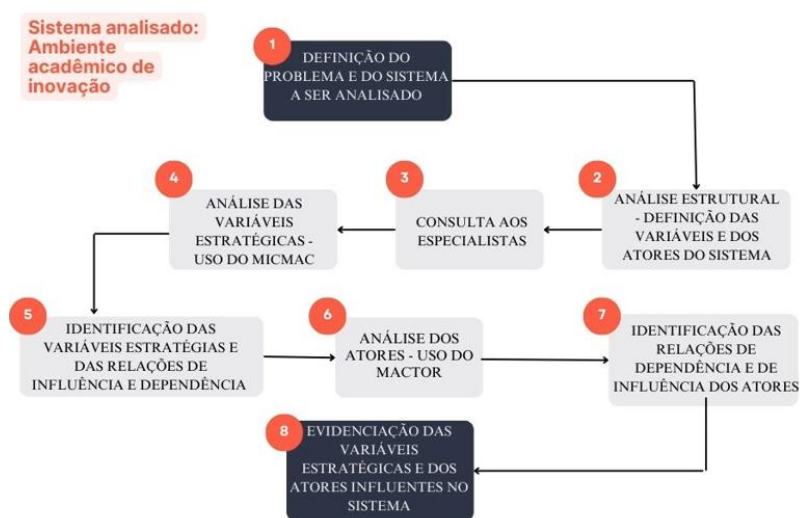 Sistema analisado:
Ambiente
acadêmico de
inovação
1
DEFINIÇÃO DO
PROBLEMA E DO SISTEMA
A SER ANALISADO
4
ANÁLISE DAS
VARIÁVEIS
ESTRATÉGICAS -
USO DO MICMAC
3
CONSULTA AOS
ESPECIALISTAS
2
ANÁLISE ESTRUTURAL
- DEFINIÇÃO DAS
VARIÁVEIS E DOS
ATORES DO SISTEMA
5
IDENTIFICAÇÃO DAS
VARIÁVEIS ESTRATÉGIAS E
DAS RELAÇÕES DE
INFLUÊNCIA E DEPENDÊNCIA
6
ANÁLISE DOS
ATORES - USO DO
MACTOR
7
IDENTIFICAÇÃO DAS
RELAÇÕES DE
DEPENDÊNCIA E DE
INFLUÊNCIA DOS ATORES
8
EVIDENCIAÇÃO DAS
VARIÁVEIS
ESTRATÉGICAS E DOS
ATORES INFLUENTES NO
SISTEMA